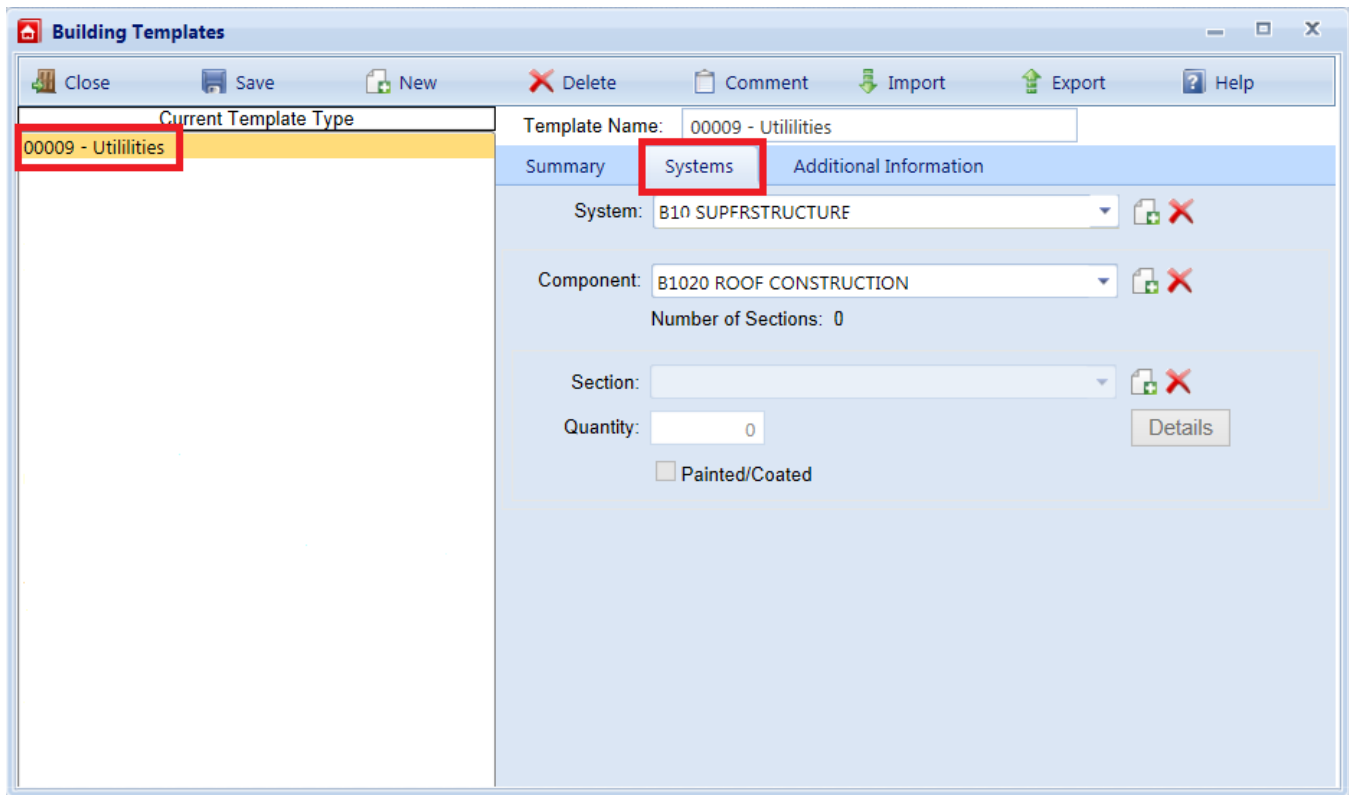 Building Templates
Close Save New Delete Comment Import Export Help
Current Template Type
00009 - Utililities
Template Name: 00009 - Utililities
Summary Systems Additional Information
System: B10 SUPERSTRUCTURE
Component: B1020 ROOF CONSTRUCTION
Number of Sections: 0
Section:
Quantity: 0
Details
Painted/Coated